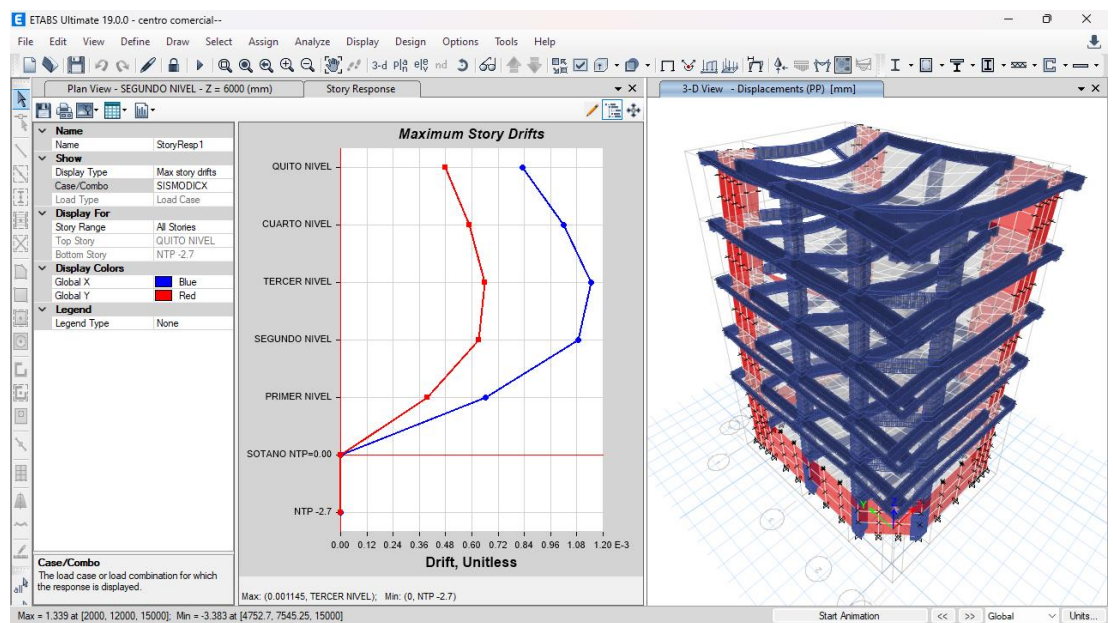 ETABS Ultimate 19.0.0 - centro comercial--
File Edit View Define Draw Select Assign Analyze Display Design Options Tools Help
3-d
nd
Plan View - SEGUNDO NIVEL - Z = 6000 (mm)
Story Response
3-D View - Displacements (PP) [mm]
Name
Name StoryResp1
Show
Display Type Max story drifts
Case/Combo SISMODICX
Load Type Load Case
Display For
Story Range All Stories
Top Story QUITO NIVEL
Bottom Story NTP -2.7
Display Colors
Global X Blue
Global Y Red
Legend
Legend Type None
Case/Combo
The load case or load combination for which
the response is displayed.
all
Maximum Story Drifts
QUITO NIVEL
CUARTO NIVEL
TERCER NIVEL
SEGUNDO NIVEL
PRIMER NIVEL
SOTANO NTP=0.00
NTP -2.7
0.00 0.12 0.24 0.36 0.48 0.60 0.72 0.84 0.96 1.08 1.20 E-3
Drift, Unitless
Max: (0.001145, TERCER NIVEL); Min: (0, NTP -2.7)
Y
Z
Max = 1.339 at [2000, 12000, 15000]; Min = -3.383 at [4752.7, 7545.25, 15000]
Start Animation << >> Global Units...